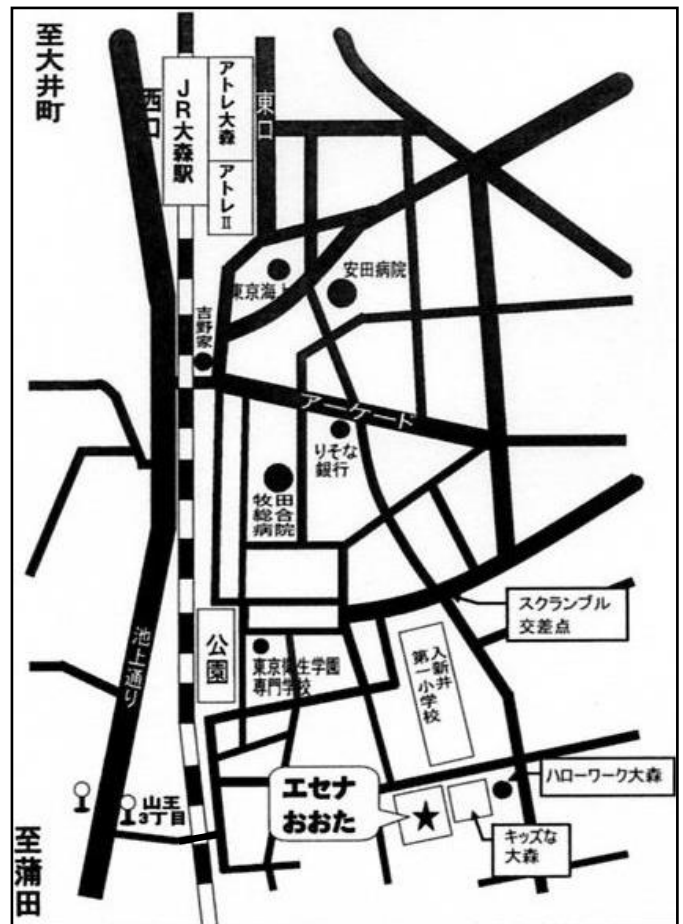 至大井町
西口
JR大森駅
アトレ大森
アトレⅡ
東口
東京海上
安田病院
吉野家
アーケード
りそな
銀行
牧田
総合
病院
スクランブル
交差点
公園
東京衛生学園
専門学校
入新井
第一小学校
池上通り
ハローワーク大森
エセナ
おおた
キッズな
大森
山王
3丁目
至蒲田